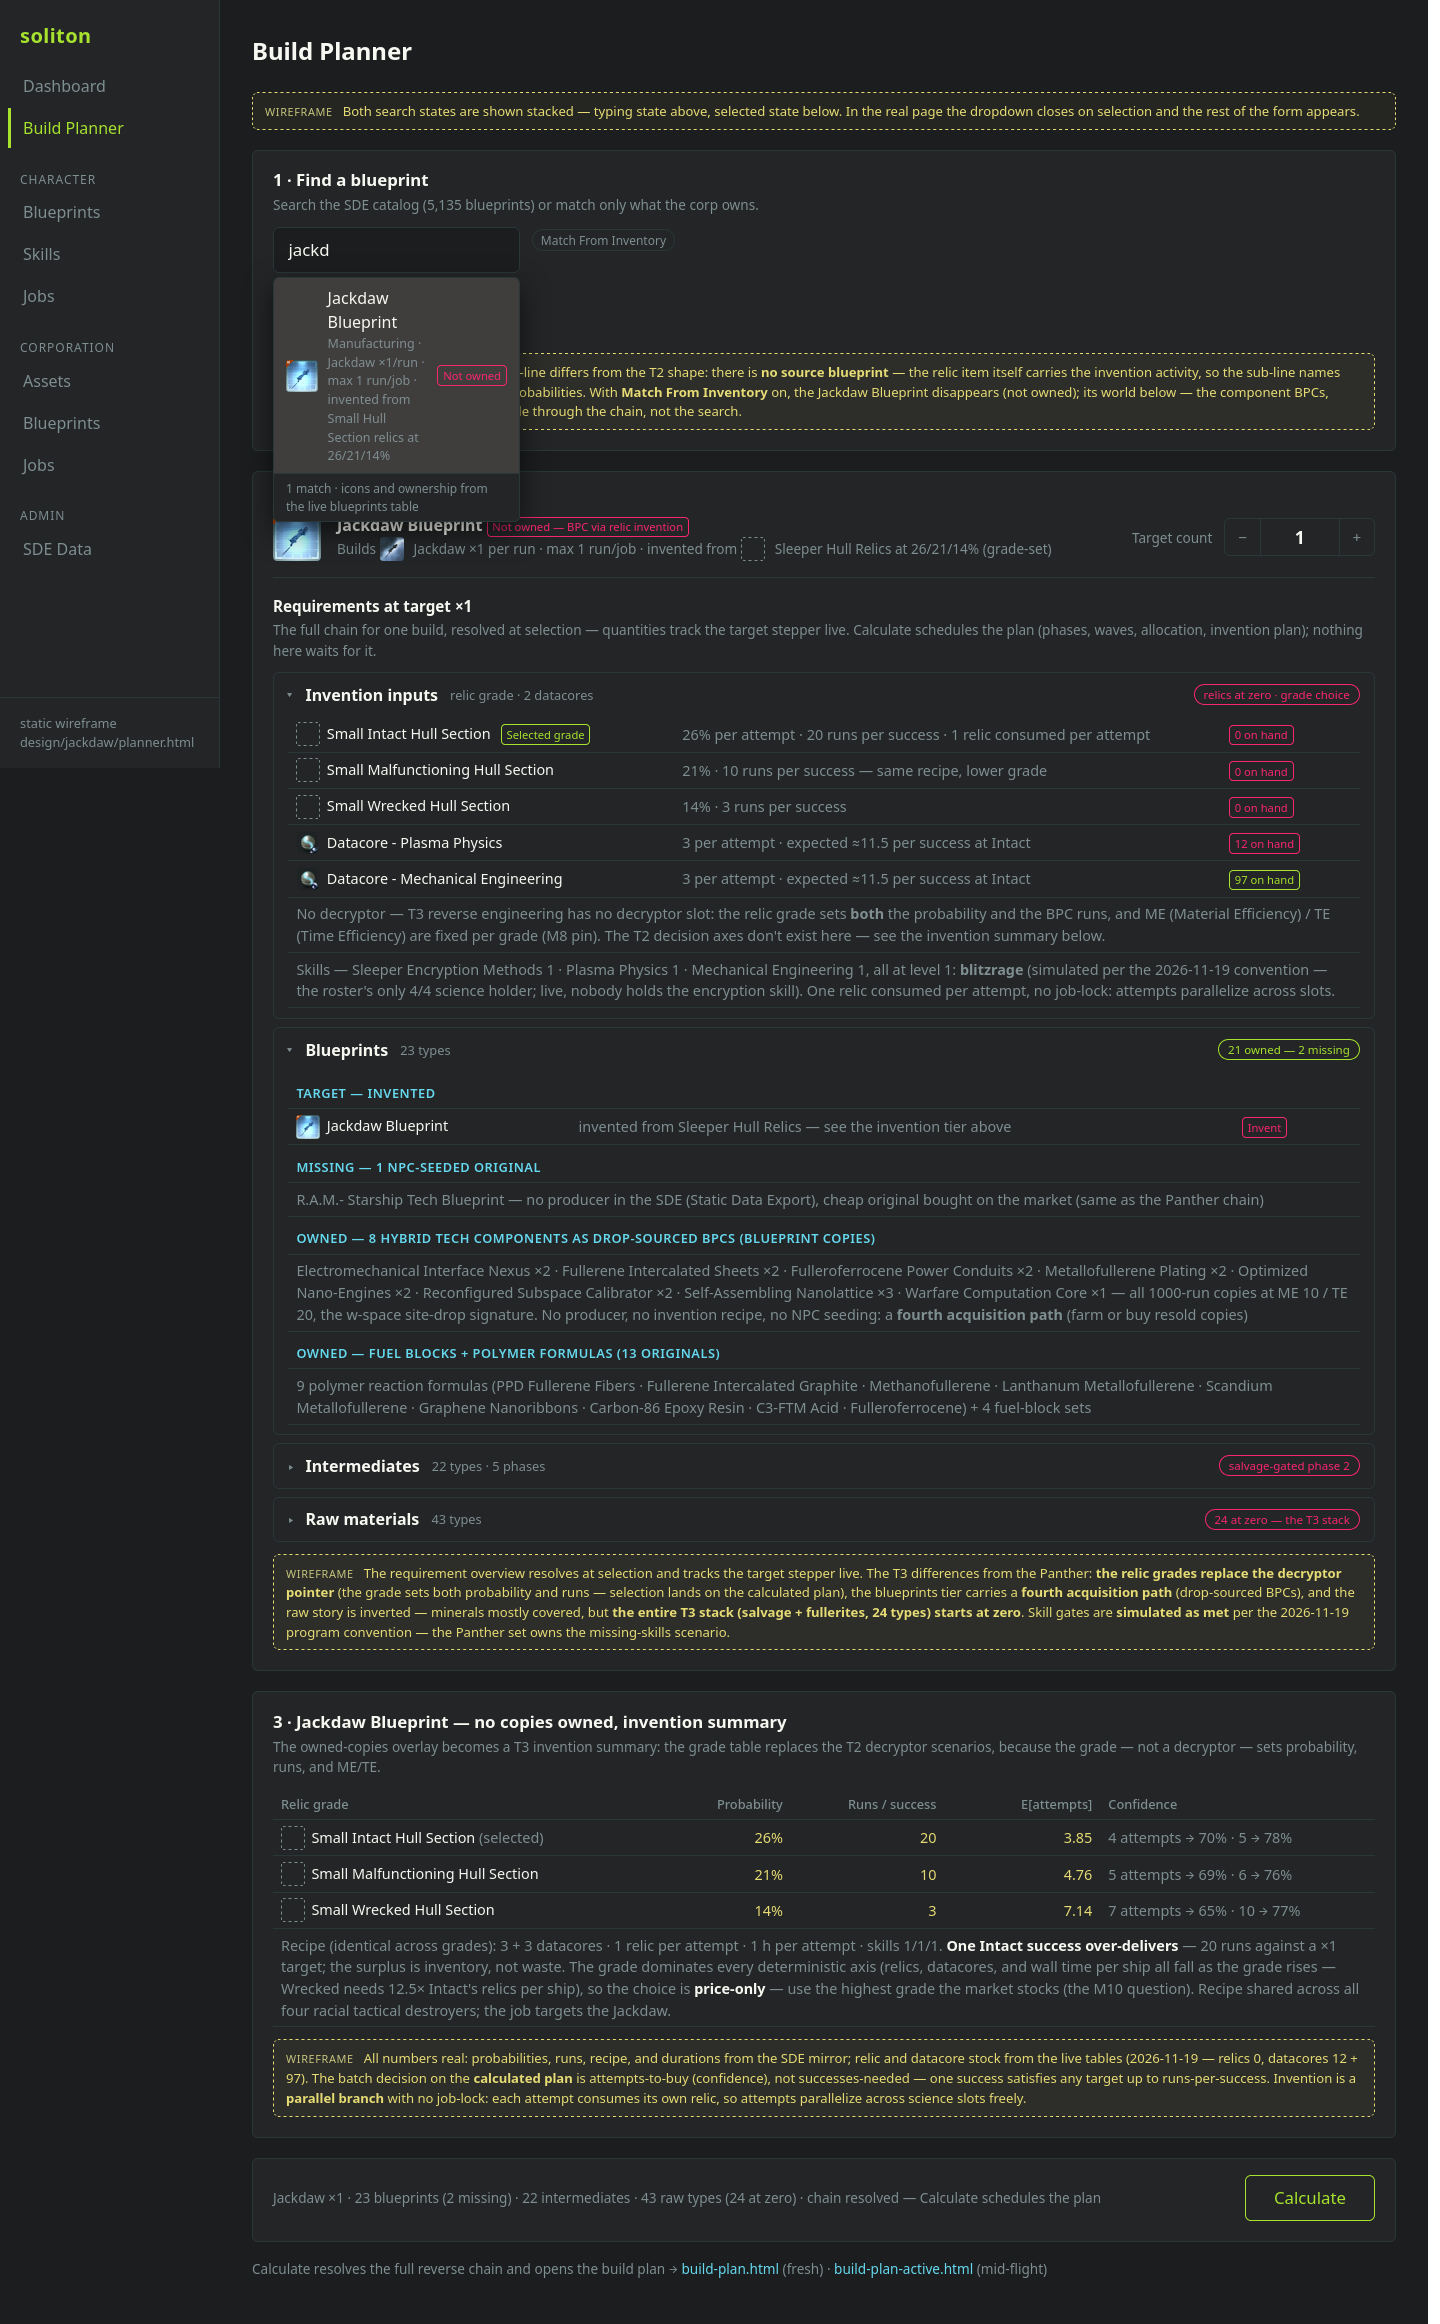 soliton
Dashboard
Build Planner
CHARACTER
Blueprints
Skills
Jobs
CORPORATION
Assets
Blueprints
Jobs
ADMIN
SDE Data
static wireframe
design/jackdaw/planner.html
Build Planner
WIREFRAME Both search states are shown stacked — typing state above, selected state below. In the real page the dropdown closes on selection and the rest of the form appears.
1 · Find a blueprint
Search the SDE catalog (5,135 blueprints) or match only what the corp owns.
jackd
Match From Inventory
Jackdaw
Blueprint
Manufacturing ·
Jackdaw ×1/run ·
max 1 run/job ·
invented from
Small Hull
Section relics at
26/21/14%
Not owned
1 match · icons and ownership from
the live blueprints table
-line differs from the T2 shape: there is no source blueprint — the relic item itself carries the invention activity, so the sub-line names
obabilities. With Match From Inventory on, the Jackdaw Blueprint disappears (not owned); its world below — the component BPCs,
le through the chain, not the search.
Jackdaw Blueprint Not owned — BPC via relic invention
Builds Jackdaw ×1 per run · max 1 run/job · invented from Sleeper Hull Relics at 26/21/14% (grade-set)
Target count − 1 +
Requirements at target ×1
The full chain for one build, resolved at selection — quantities track the target stepper live. Calculate schedules the plan (phases, waves, allocation, invention plan); nothing
here waits for it.
▾ Invention inputs relic grade · 2 datacores relics at zero · grade choice
Small Intact Hull Section Selected grade 26% per attempt · 20 runs per success · 1 relic consumed per attempt 0 on hand
Small Malfunctioning Hull Section 21% · 10 runs per success — same recipe, lower grade 0 on hand
Small Wrecked Hull Section 14% · 3 runs per success 0 on hand
Datacore - Plasma Physics 3 per attempt · expected ≈11.5 per success at Intact 12 on hand
Datacore - Mechanical Engineering 3 per attempt · expected ≈11.5 per success at Intact 97 on hand
No decryptor — T3 reverse engineering has no decryptor slot: the relic grade sets both the probability and the BPC runs, and ME (Material Efficiency) / TE
(Time Efficiency) are fixed per grade (M8 pin). The T2 decision axes don't exist here — see the invention summary below.
Skills — Sleeper Encryption Methods 1 · Plasma Physics 1 · Mechanical Engineering 1, all at level 1: blitzrage (simulated per the 2026-11-19 convention —
the roster's only 4/4 science holder; live, nobody holds the encryption skill). One relic consumed per attempt, no job-lock: attempts parallelize across slots.
▾ Blueprints 23 types 21 owned — 2 missing
TARGET — INVENTED
Jackdaw Blueprint invented from Sleeper Hull Relics — see the invention tier above Invent
MISSING — 1 NPC-SEEDED ORIGINAL
R.A.M.- Starship Tech Blueprint — no producer in the SDE (Static Data Export), cheap original bought on the market (same as the Panther chain)
OWNED — 8 HYBRID TECH COMPONENTS AS DROP-SOURCED BPCS (BLUEPRINT COPIES)
Electromechanical Interface Nexus ×2 · Fullerene Intercalated Sheets ×2 · Fulleroferrocene Power Conduits ×2 · Metallofullerene Plating ×2 · Optimized
Nano-Engines ×2 · Reconfigured Subspace Calibrator ×2 · Self-Assembling Nanolattice ×3 · Warfare Computation Core ×1 — all 1000-run copies at ME 10 / TE
20, the w-space site-drop signature. No producer, no invention recipe, no NPC seeding: a fourth acquisition path (farm or buy resold copies)
OWNED — FUEL BLOCKS + POLYMER FORMULAS (13 ORIGINALS)
9 polymer reaction formulas (PPD Fullerene Fibers · Fullerene Intercalated Graphite · Methanofullerene · Lanthanum Metallofullerene · Scandium
Metallofullerene · Graphene Nanoribbons · Carbon-86 Epoxy Resin · C3-FTM Acid · Fulleroferrocene) + 4 fuel-block sets
▸ Intermediates 22 types · 5 phases salvage-gated phase 2
▸ Raw materials 43 types 24 at zero — the T3 stack
WIREFRAME The requirement overview resolves at selection and tracks the target stepper live. The T3 differences from the Panther: the relic grades replace the decryptor
pointer (the grade sets both probability and runs — selection lands on the calculated plan), the blueprints tier carries a fourth acquisition path (drop-sourced BPCs), and the
raw story is inverted — minerals mostly covered, but the entire T3 stack (salvage + fullerites, 24 types) starts at zero. Skill gates are simulated as met per the 2026-11-19
program convention — the Panther set owns the missing-skills scenario.
3 · Jackdaw Blueprint — no copies owned, invention summary
The owned-copies overlay becomes a T3 invention summary: the grade table replaces the T2 decryptor scenarios, because the grade — not a decryptor — sets probability,
runs, and ME/TE.
Relic grade Probability Runs / success E[attempts] Confidence
Small Intact Hull Section (selected) 26% 20 3.85 4 attempts → 70% · 5 → 78%
Small Malfunctioning Hull Section 21% 10 4.76 5 attempts → 69% · 6 → 76%
Small Wrecked Hull Section 14% 3 7.14 7 attempts → 65% · 10 → 77%
Recipe (identical across grades): 3 + 3 datacores · 1 relic per attempt · 1 h per attempt · skills 1/1/1. One Intact success over-delivers — 20 runs against a ×1
target; the surplus is inventory, not waste. The grade dominates every deterministic axis (relics, datacores, and wall time per ship all fall as the grade rises —
Wrecked needs 12.5× Intact's relics per ship), so the choice is price-only — use the highest grade the market stocks (the M10 question). Recipe shared across all
four racial tactical destroyers; the job targets the Jackdaw.
WIREFRAME All numbers real: probabilities, runs, recipe, and durations from the SDE mirror; relic and datacore stock from the live tables (2026-11-19 — relics 0, datacores 12 +
97). The batch decision on the calculated plan is attempts-to-buy (confidence), not successes-needed — one success satisfies any target up to runs-per-success. Invention is a
parallel branch with no job-lock: each attempt consumes its own relic, so attempts parallelize across science slots freely.
Jackdaw ×1 · 23 blueprints (2 missing) · 22 intermediates · 43 raw types (24 at zero) · chain resolved — Calculate schedules the plan
Calculate
Calculate resolves the full reverse chain and opens the build plan → build-plan.html (fresh) · build-plan-active.html (mid-flight)